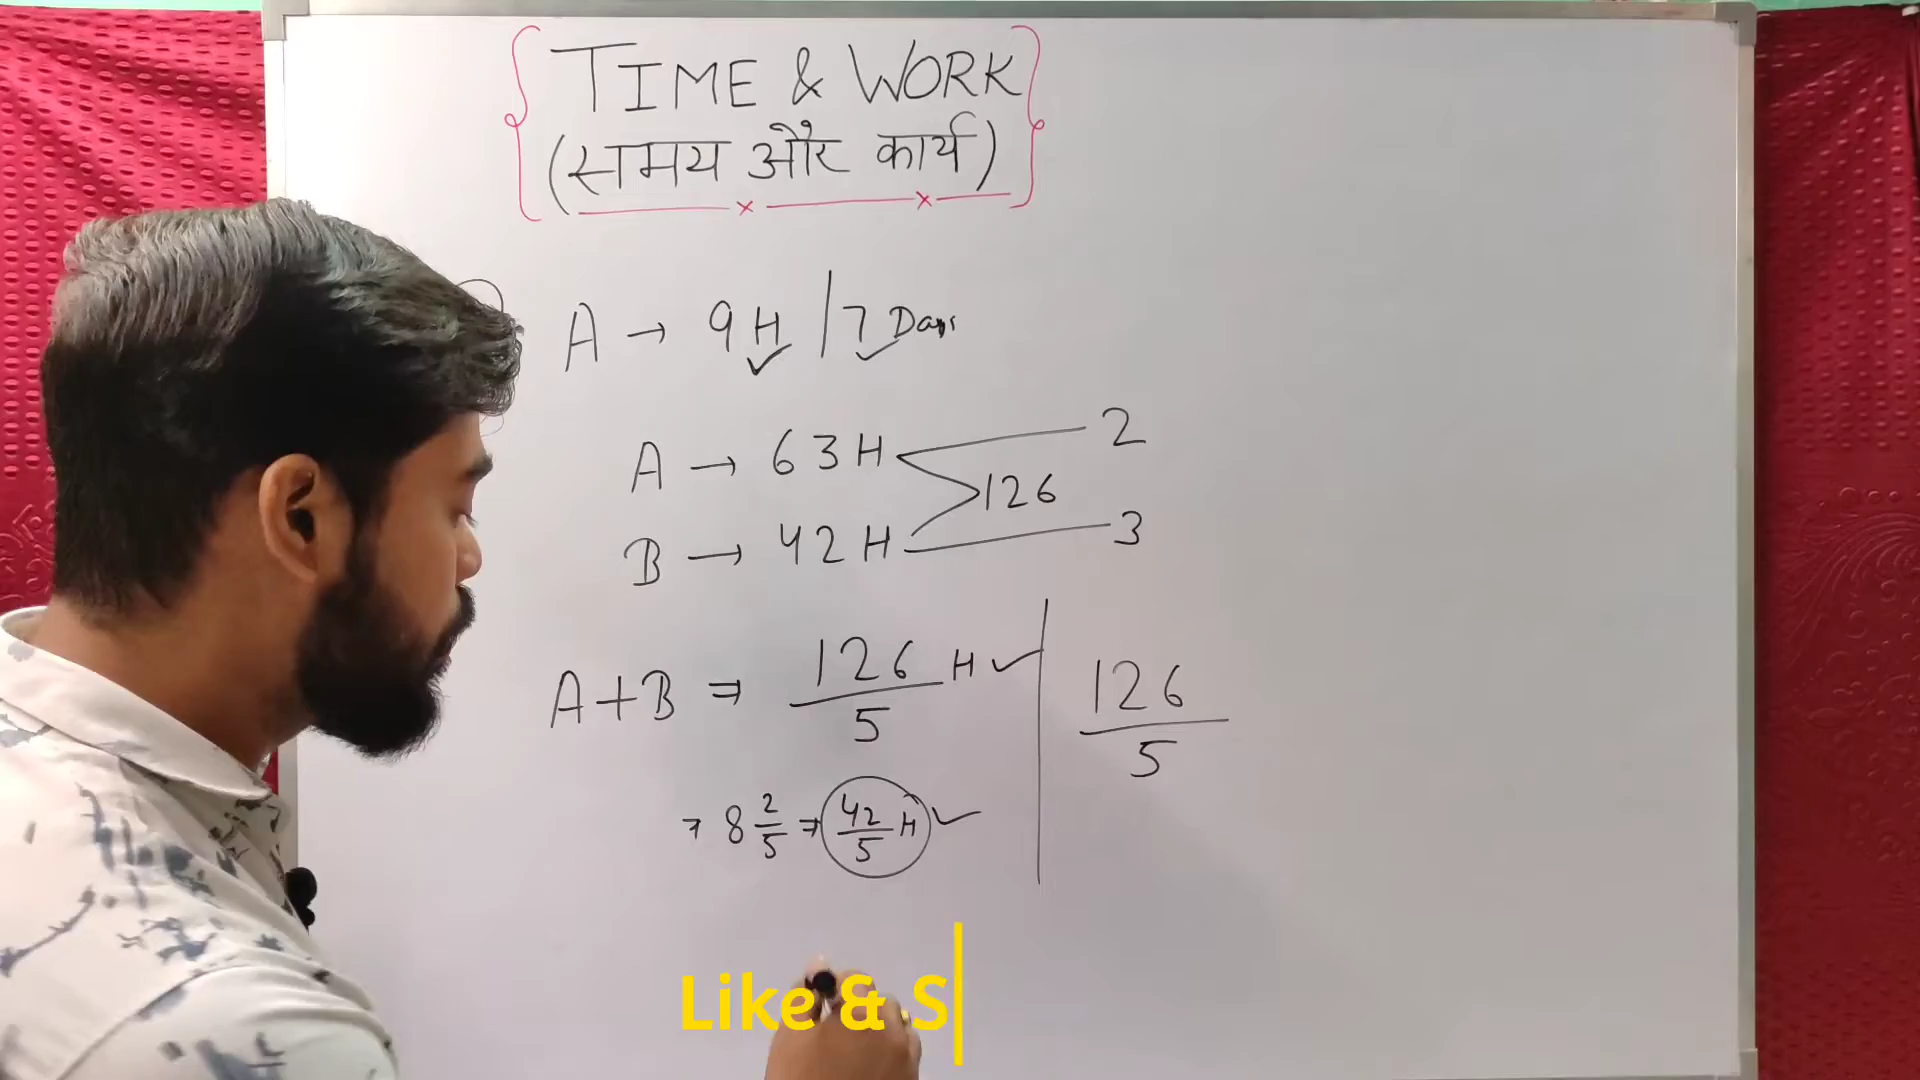 TIME & WORK
(समय और कार्य)
A → 9H / 7 Days
A → 63H 2
126
B → 42H 3
A+B ⇒ 126/5 H ✓ 126/5
⇒ 8 2/5 ⇒ 42/5 H ✓
Like & S